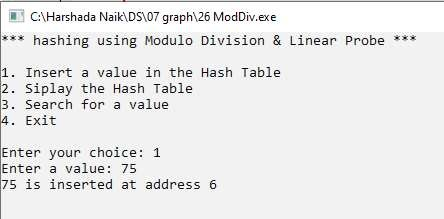 C:\Harshada Naik\DS\07 graph\26 ModDiv.exe
*** hashing using Modulo Division & Linear Probe ***
1. Insert a value in the Hash Table
2. Siplay the Hash Table
3. Search for a value
4. Exit
Enter your choice: 1
Enter a value: 75
75 is inserted at address 6